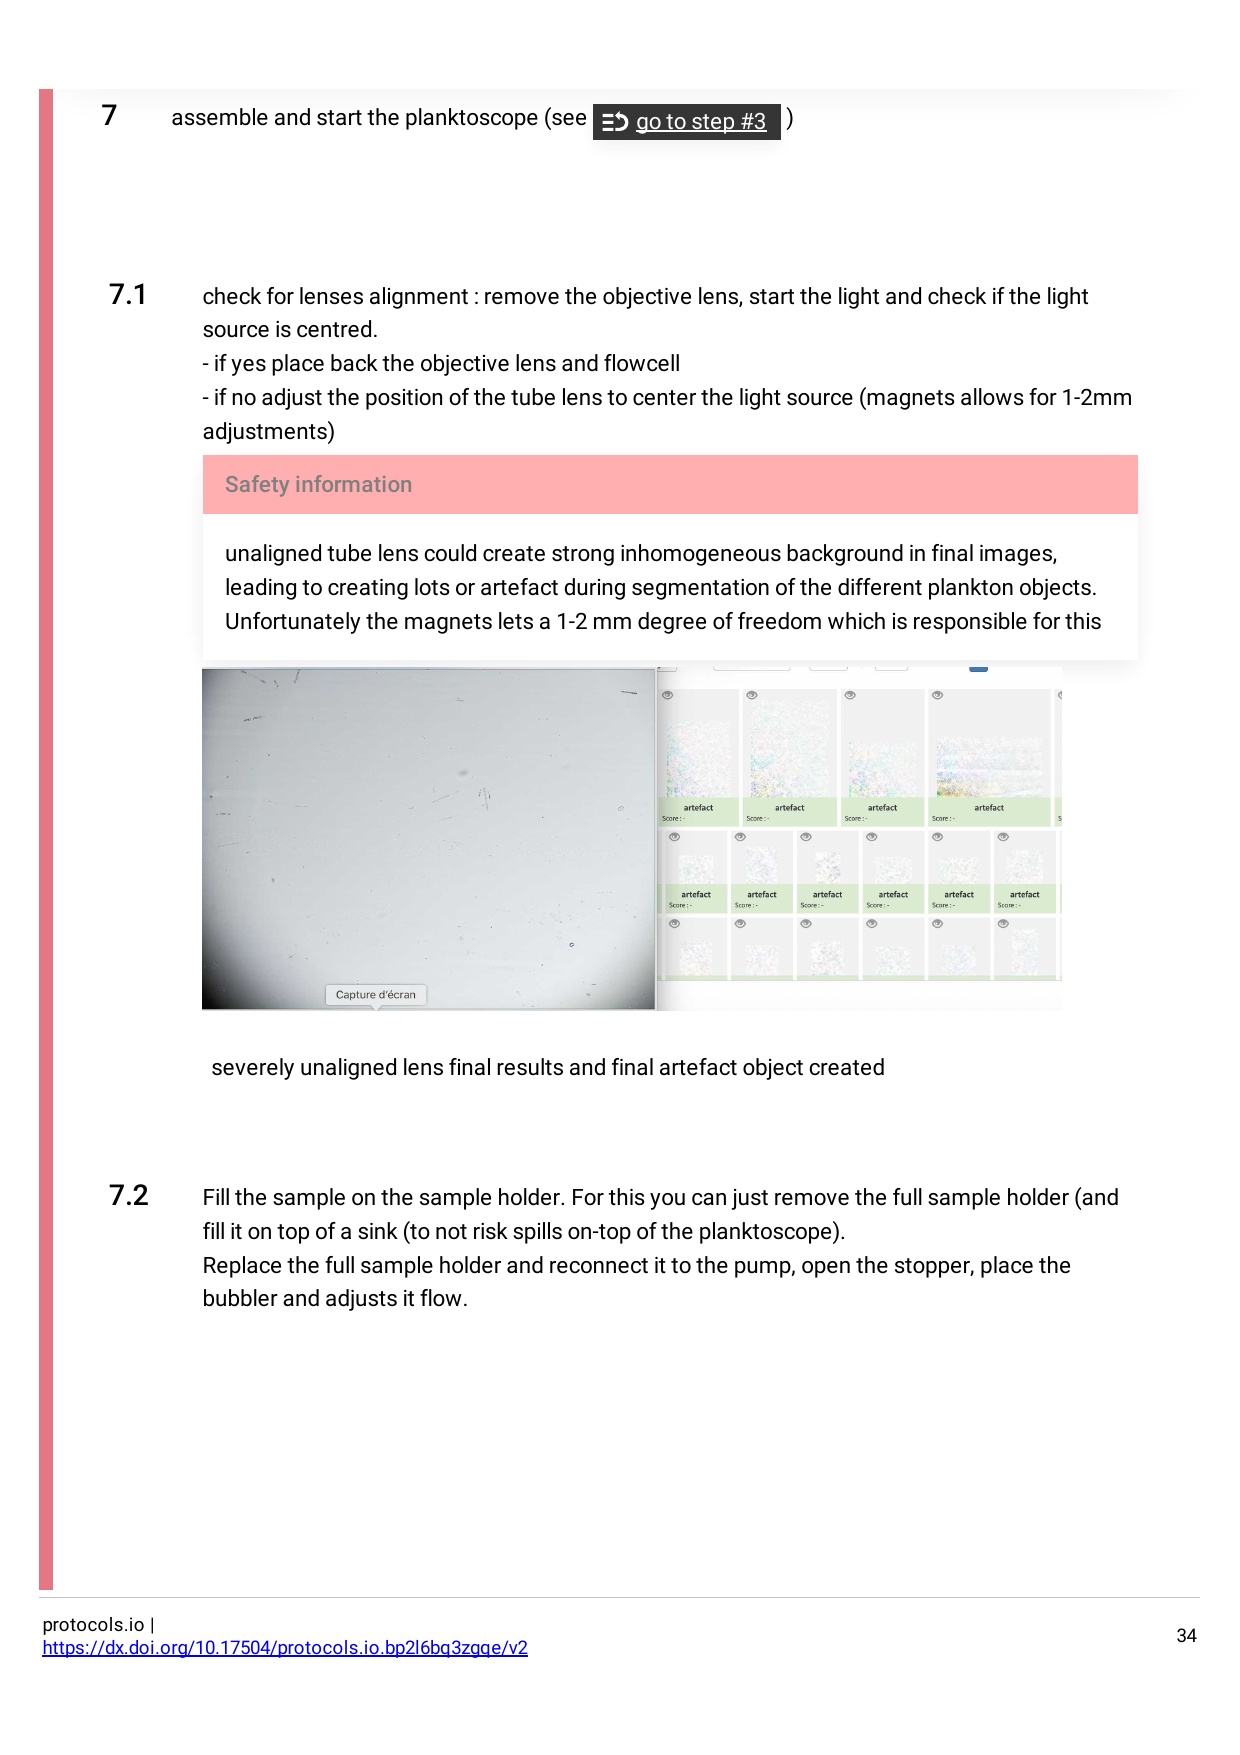 7 assemble and start the planktoscope (see go to step #3 )
7.1 check for lenses alignment : remove the objective lens, start the light and check if the light
source is centred.
- if yes place back the objective lens and flowcell
- if no adjust the position of the tube lens to center the light source (magnets allows for 1-2mm
adjustments)
Safety information
unaligned tube lens could create strong inhomogeneous background in final images,
leading to creating lots or artefact during segmentation of the different plankton objects.
Unfortunately the magnets lets a 1-2 mm degree of freedom which is responsible for this
artefact artefact artefact artefact
Score : - Score : - Score : - Score : - S
artefact artefact artefact artefact artefact artefact
Score : - Score : - Score : - Score : - Score : - Score : -
Capture d'écran
severely unaligned lens final results and final artefact object created
7.2 Fill the sample on the sample holder. For this you can just remove the full sample holder (and
fill it on top of a sink (to not risk spills on-top of the planktoscope).
Replace the full sample holder and reconnect it to the pump, open the stopper, place the
bubbler and adjusts it flow.
protocols.io |
https://dx.doi.org/10.17504/protocols.io.bp2l6bq3zgqe/v2
34